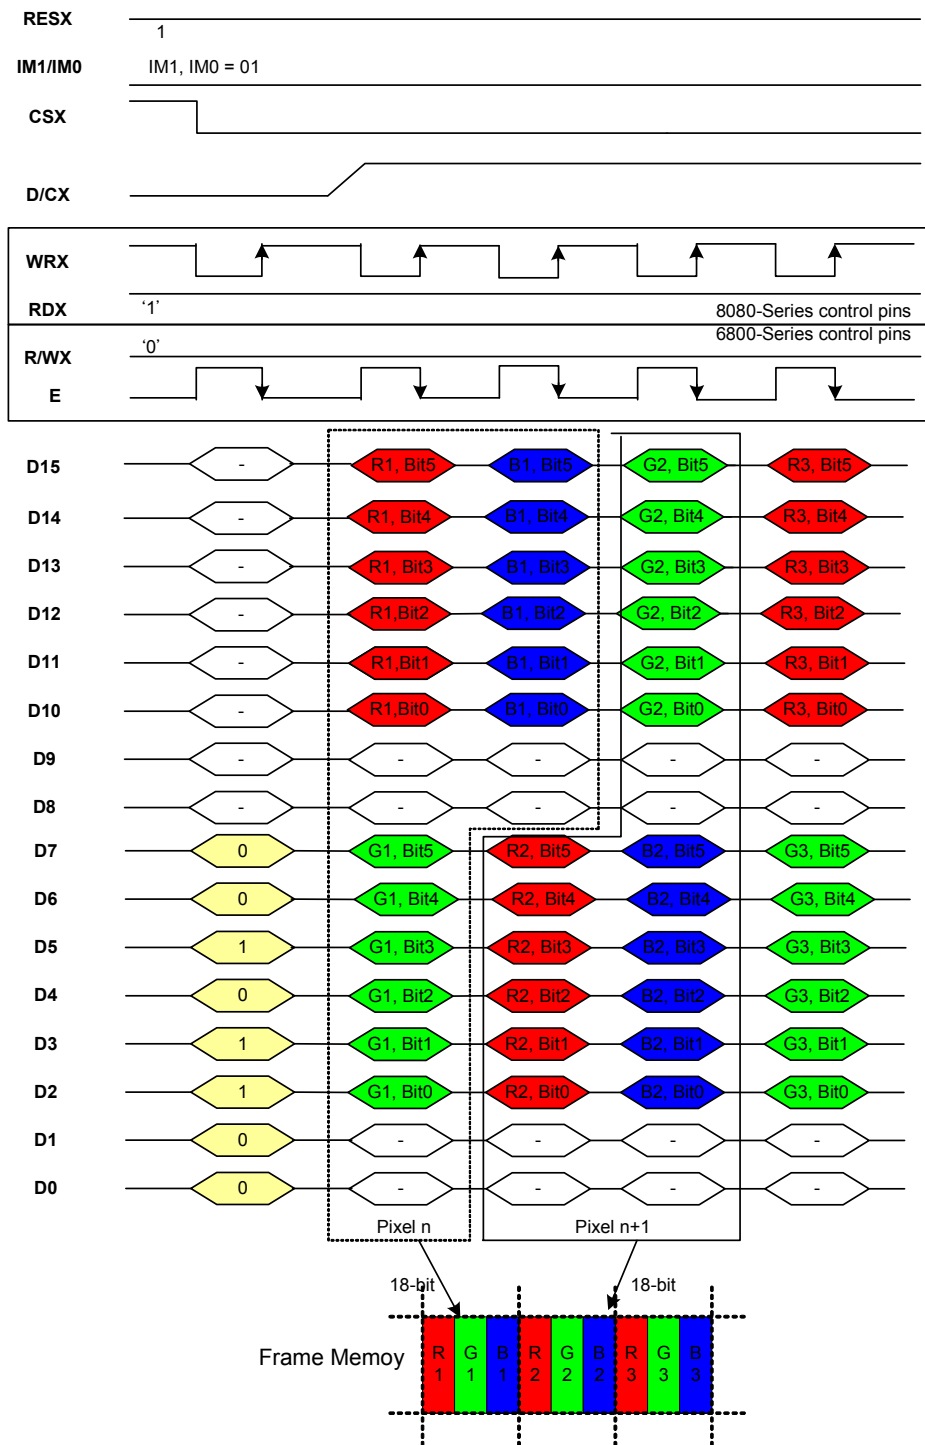 RESX
1
IM1/IM0 IM1, IM0 = 01
CSX
D/CX
WRX
RDX '1' 8080-Series control pins
6800-Series control pins
R/WX '0'
E
D15 - R1, Bit5 B1, Bit5 G2, Bit5 R3, Bit5
D14 - R1, Bit4 B1, Bit4 G2, Bit4 R3, Bit4
D13 - R1, Bit3 B1, Bit3 G2, Bit3 R3, Bit3
D12 - R1,Bit2 B1, Bit2 G2, Bit2 R3, Bit2
D11 - R1,Bit1 B1, Bit1 G2, Bit1 R3, Bit1
D10 - R1,Bit0 B1, Bit0 G2, Bit0 R3, Bit0
D9 - - - - -
D8 - - - - -
D7 0 G1, Bit5 R2, Bit5 B2, Bit5 G3, Bit5
D6 0 G1, Bit4 R2, Bit4 B2, Bit4 G3, Bit4
D5 1 G1, Bit3 R2, Bit3 B2, Bit3 G3, Bit3
D4 0 G1, Bit2 R2, Bit2 B2, Bit2 G3, Bit2
D3 1 G1, Bit1 R2, Bit1 B2, Bit1 G3, Bit1
D2 1 G1, Bit0 R2, Bit0 B2, Bit0 G3, Bit0
D1 0 - - - -
D0 0 - - - -
Pixel n Pixel n+1
18-bit 18-bit
Frame Memoy R G B R G B R G B
1 1 1 2 2 2 3 3 3